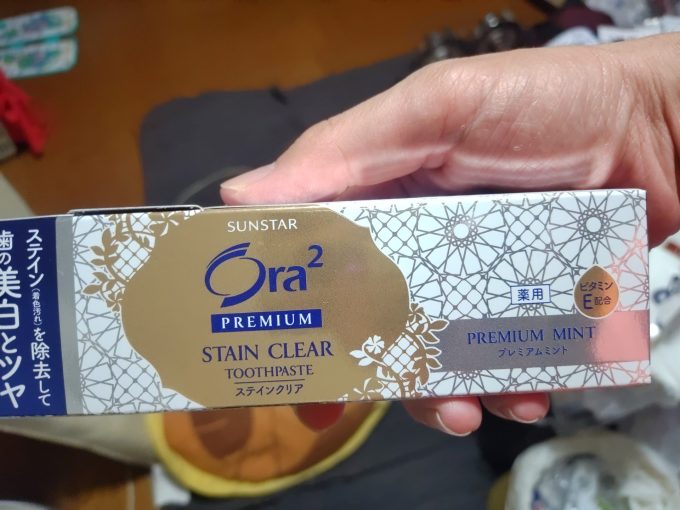 ステイン(着色汚れ)を除去して
歯の美白とツヤ
SUNSTAR
Ora²
PREMIUM
STAIN CLEAR
TOOTHPASTE
ステインクリア
薬用
ビタミン
E配合
PREMIUM MINT
プレミアムミント